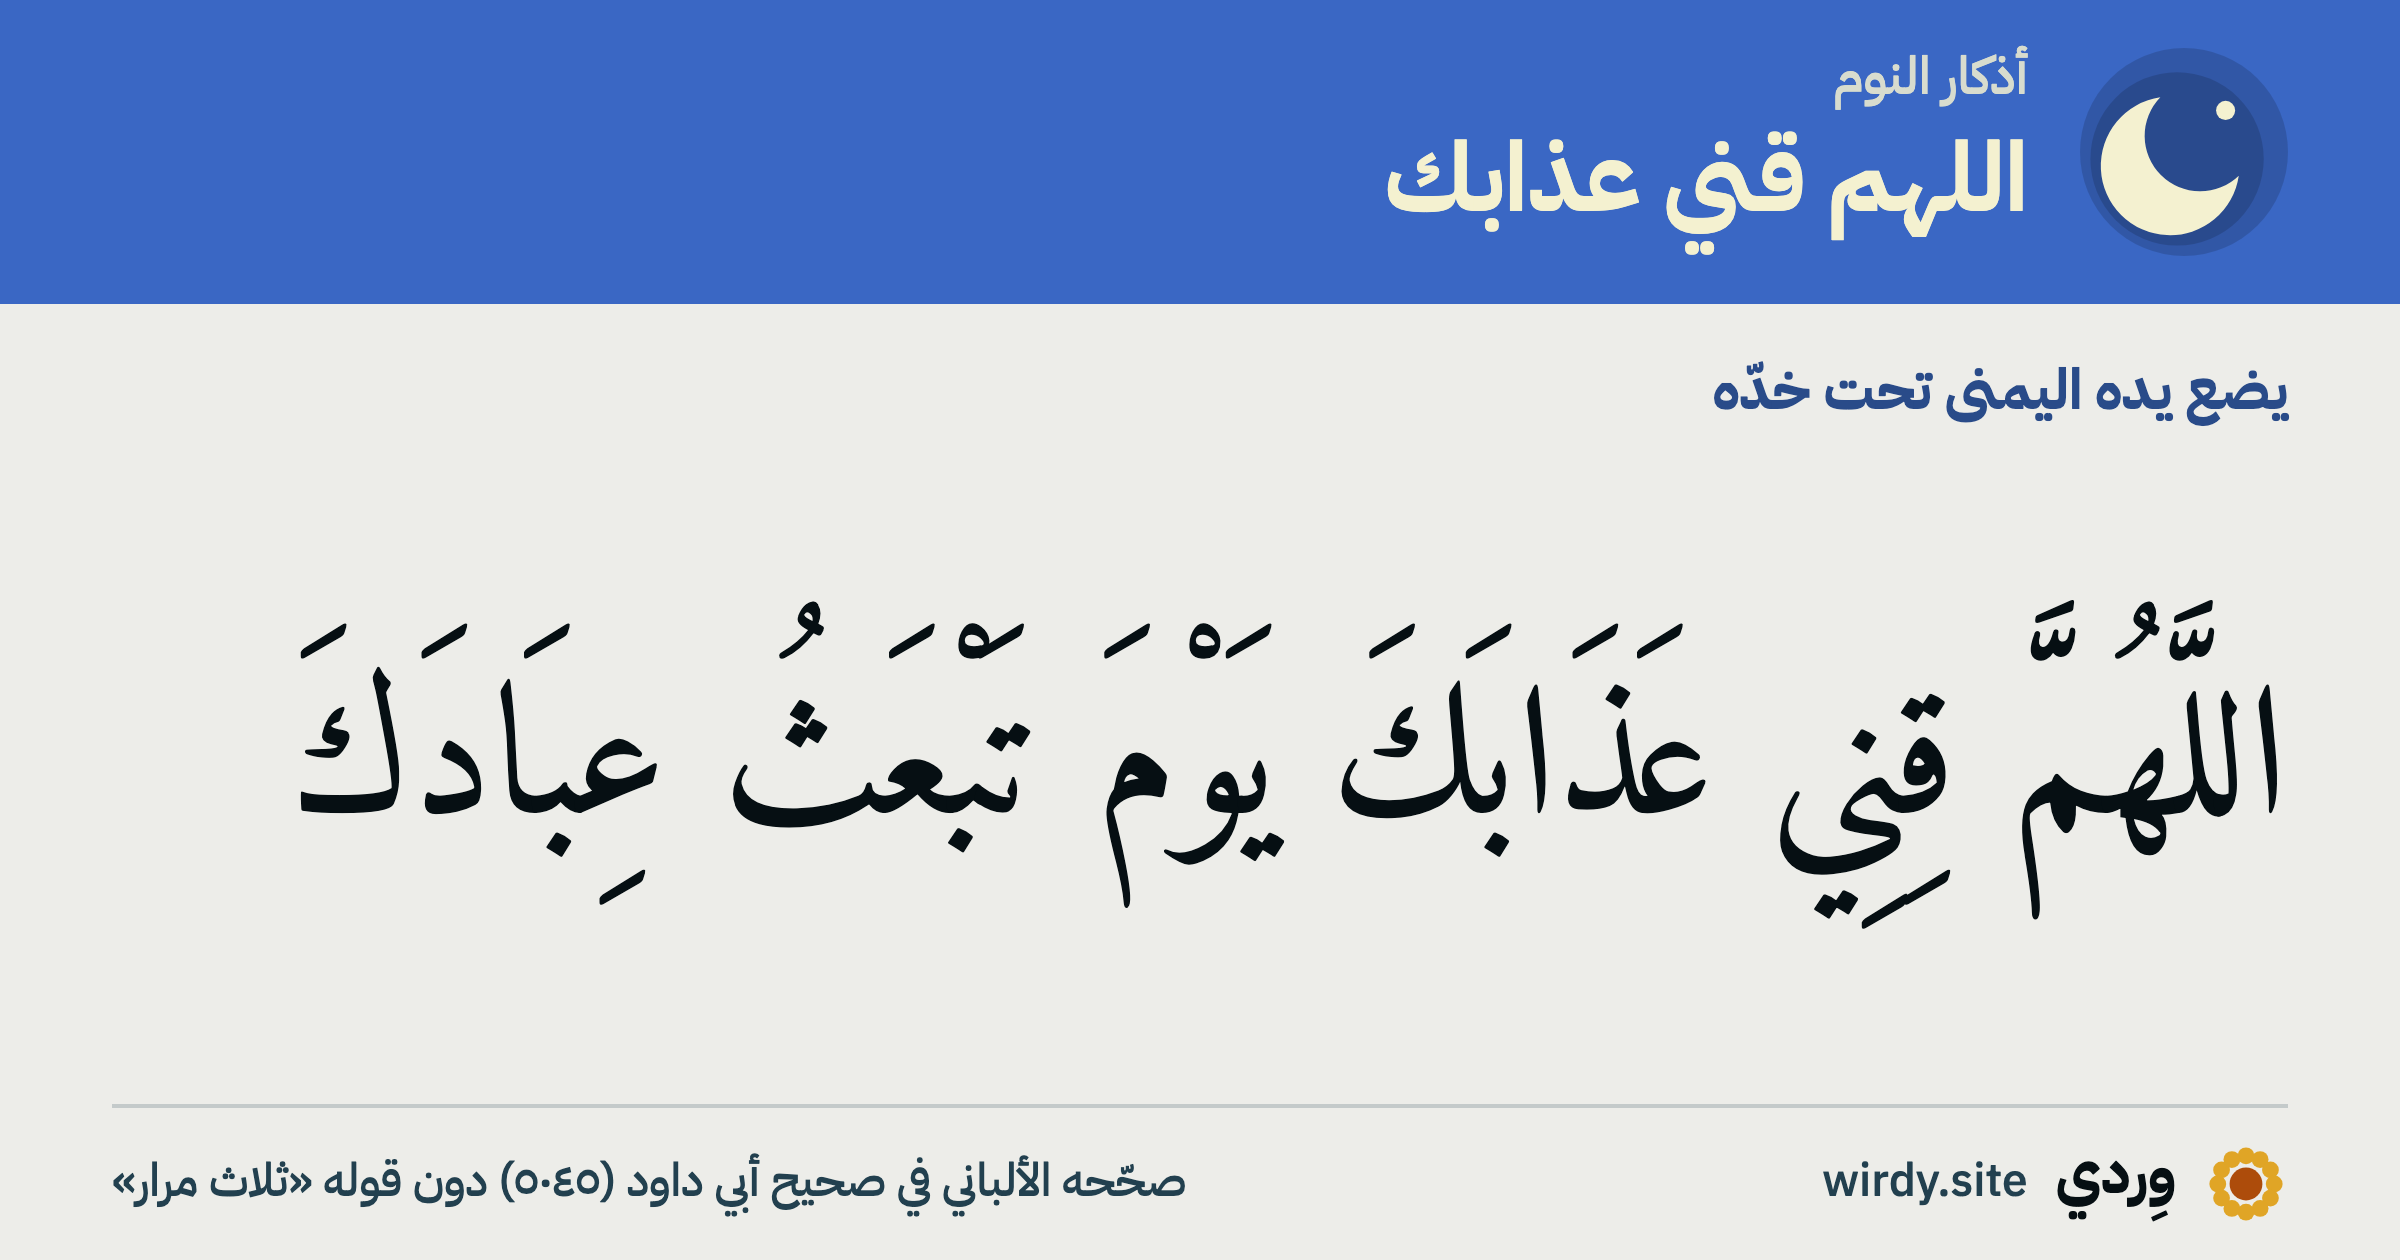 أذكار النوم
اللهم قني عذابك
يضع يده اليمنى تحت خدّه
اللَّهُمَّ قِنِي عَذَابَكَ يَوْمَ تَبْعَثُ عِبَادَكَ
وِردي wirdy.site
صحّحه الألباني في صحيح أبي داود (٥٠٤٥) دون قوله «ثلاث مرار»